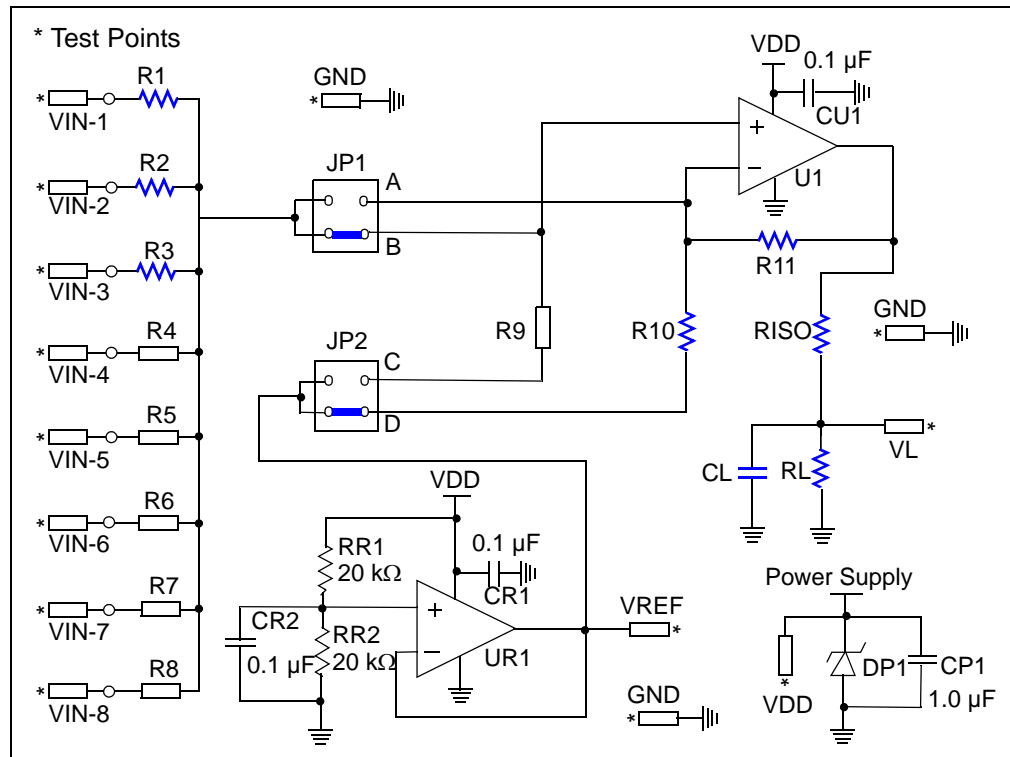 * Test Points
R1
* VIN-1
R2
* VIN-2
R3
* VIN-3
R4
* VIN-4
R5
* VIN-5
R6
* VIN-6
R7
* VIN-7
R8
* VIN-8
GND
*
JP1
A
B
JP2
C
D
R9
R10
R11
VDD
0.1 µF
CU1
+
−
U1
RISO
GND
*
VL
*
CL
RL
VDD
RR1
20 kΩ
0.1 µF
CR1
CR2
0.1 µF
RR2
20 kΩ
+
−
UR1
VREF
*
GND
*
Power Supply
*
VDD
DP1
CP1
1.0 µF